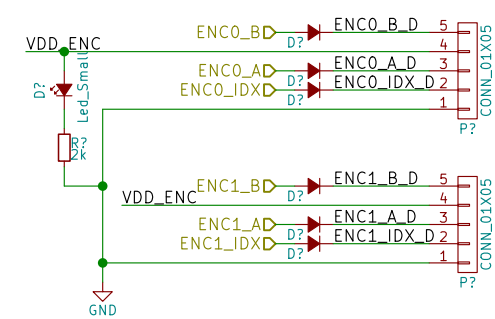 ENC0_B D? ENC0_B_D 5
VDD_ENC 4
ENC0_A D? ENC0_A_D 3
ENC0_IDX D? ENC0_IDX_D 2
1
CONN_01X05
P?
D? Led_Small
R?
2k
ENC1_B D? ENC1_B_D 5
VDD_ENC 4
ENC1_A D? ENC1_A_D 3
ENC1_IDX D? ENC1_IDX_D 2
1
CONN_01X05
P?
GND